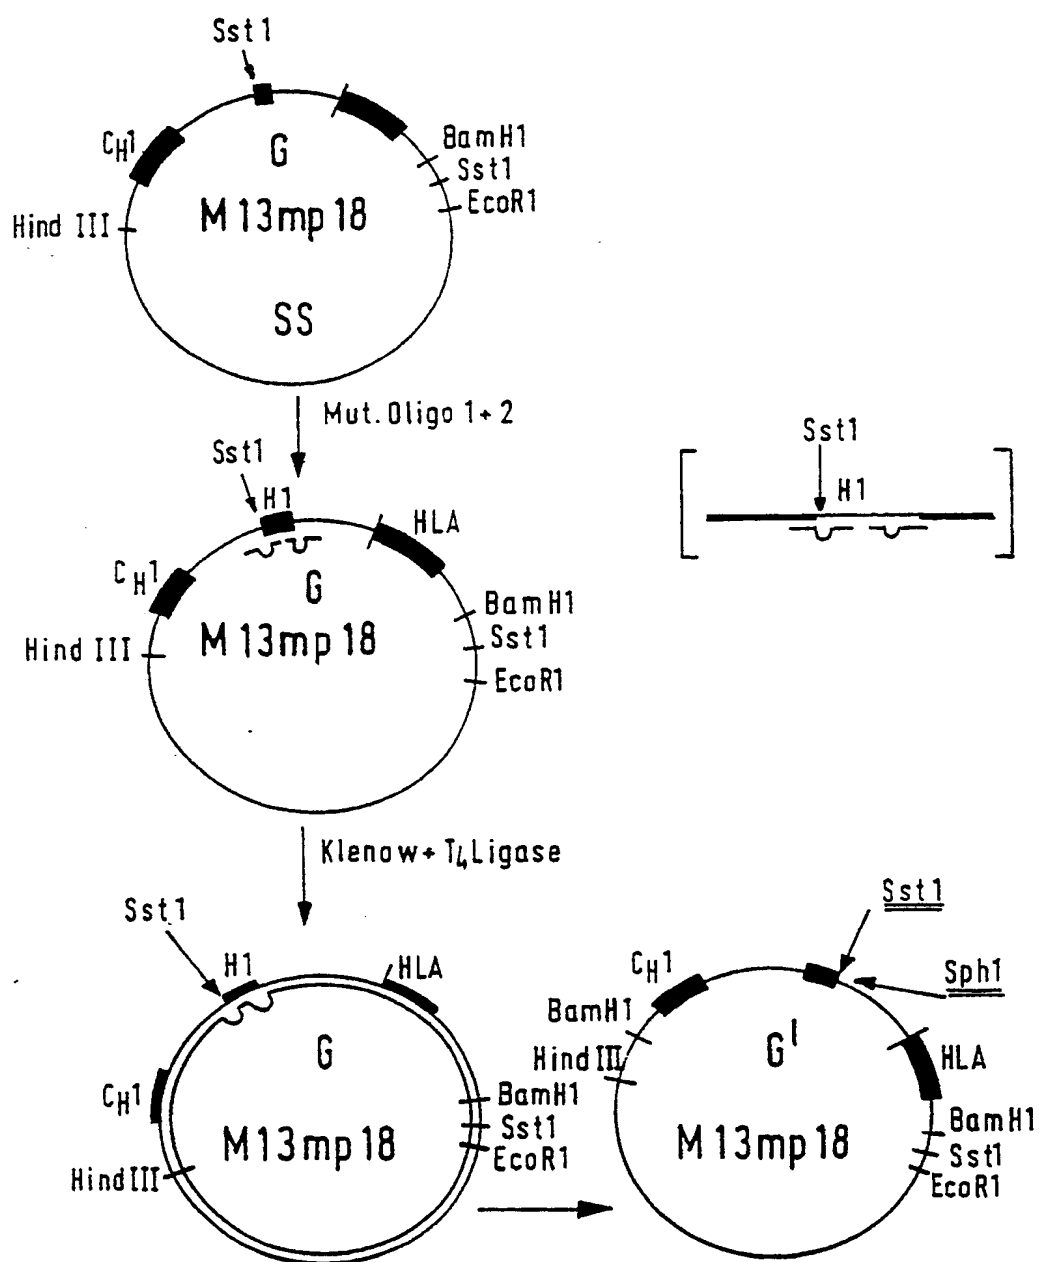 Sst1
CH1
G
BamH1
Sst1
EcoR1
M13mp18
Hind III
SS
Mut. Oligo 1+2
Sst1
H1
HLA
CH1
G
BamH1
Sst1
EcoR1
M13mp18
Hind III
Sst1
H1
Klenow + T4Ligase
Sst1
H1
HLA
G
CH1
BamH1
Sst1
EcoR1
M13mp18
Hind III
Sst1
Sph1
CH1
BamH1
Hind III
G'
HLA
BamH1
Sst1
EcoR1
M13mp18